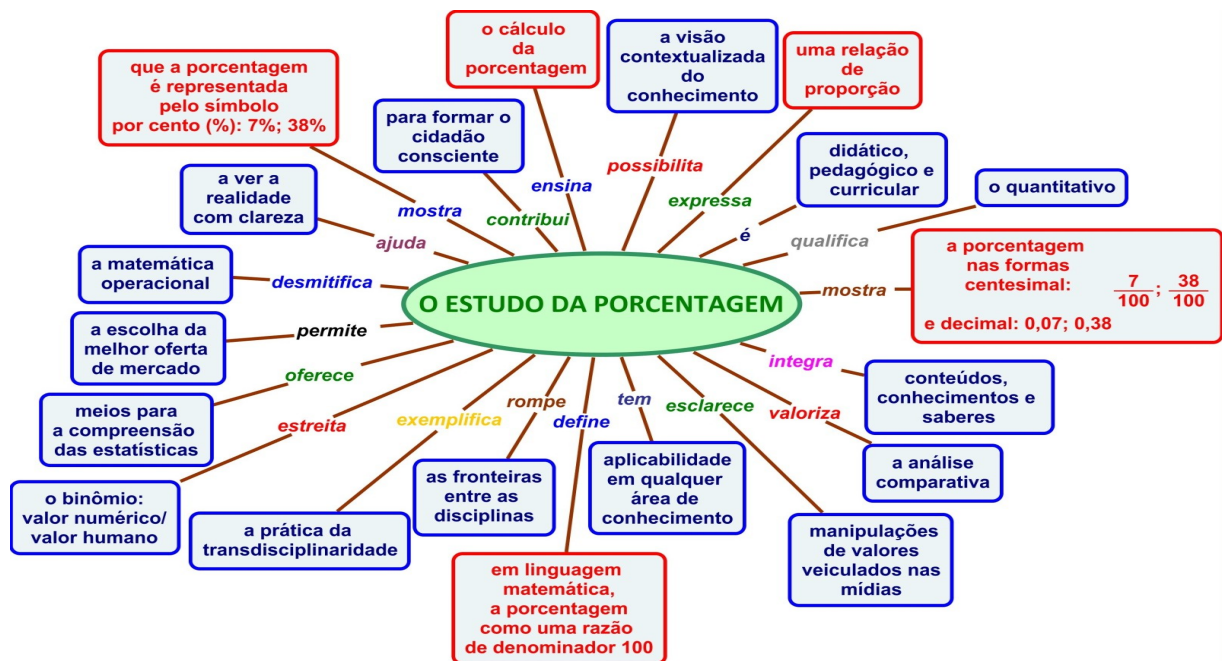 O ESTUDO DA PORCENTAGEM
mostra
que a porcentagem
é representada
pelo símbolo
por cento (%): 7%; 38%
contribui
para formar o
cidadão
consciente
ensina
o cálculo
da
porcentagem
possibilita
a visão
contextualizada
do
conhecimento
expressa
uma relação
de
proporção
é
didático,
pedagógico e
curricular
qualifica
o quantitativo
mostra
a porcentagem
nas formas
centesimal: 7/100; 38/100
e decimal: 0,07; 0,38
integra
conteúdos,
conhecimentos e
saberes
valoriza
a análise
comparativa
esclarece
manipulações
de valores
veiculados nas
mídias
tem
aplicabilidade
em qualquer
área de
conhecimento
define
em linguagem
matemática,
a porcentagem
como uma razão
de denominador 100
rompe
as fronteiras
entre as
disciplinas
exemplifica
a prática da
transdisciplinaridade
estreita
o binômio:
valor numérico/
valor humano
oferece
meios para
a compreensão
das estatísticas
permite
a escolha da
melhor oferta
de mercado
desmitifica
a matemática
operacional
ajuda
a ver a
realidade
com clareza